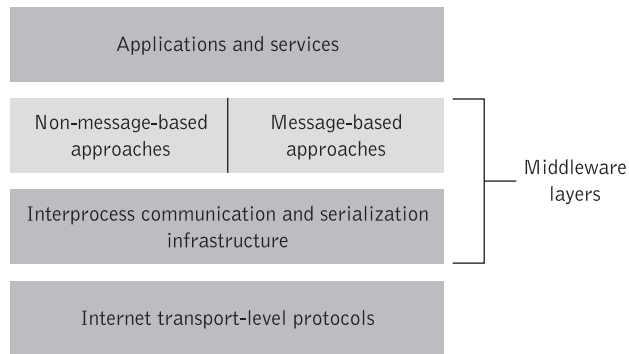 Applications and services
Non-message-based
approaches
Message-based
approaches
Middleware
layers
Interprocess communication and serialization
infrastructure
Internet transport-level protocols